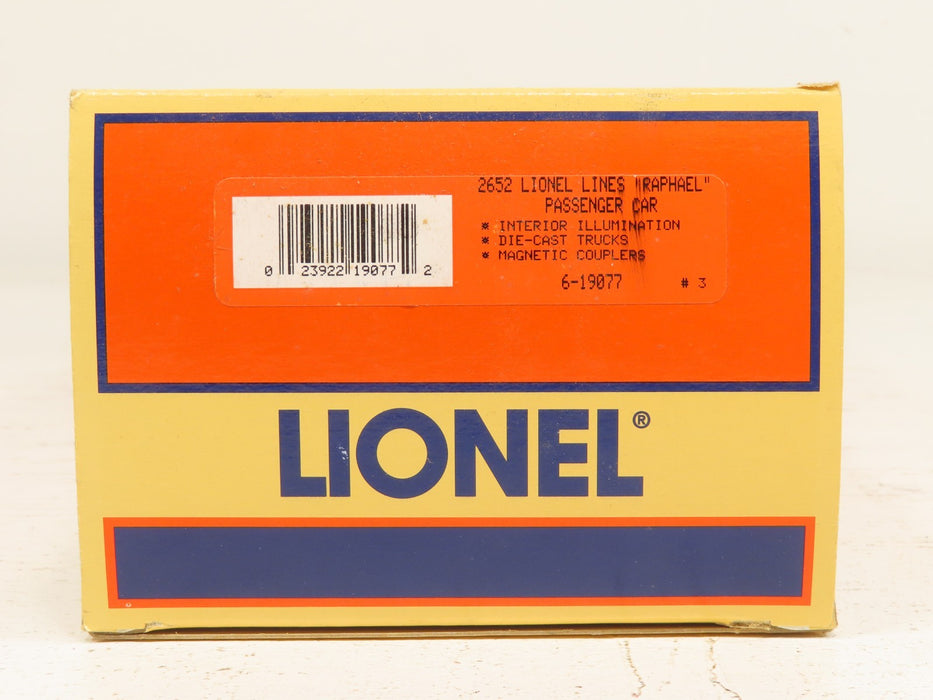 2652 LIONEL LINES "RAPHAEL"
PASSENGER CAR
* INTERIOR ILLUMINATION
* DIE-CAST TRUCKS
* MAGNETIC COUPLERS
6-19077 # 3
0 23922 19077 2
LIONEL®